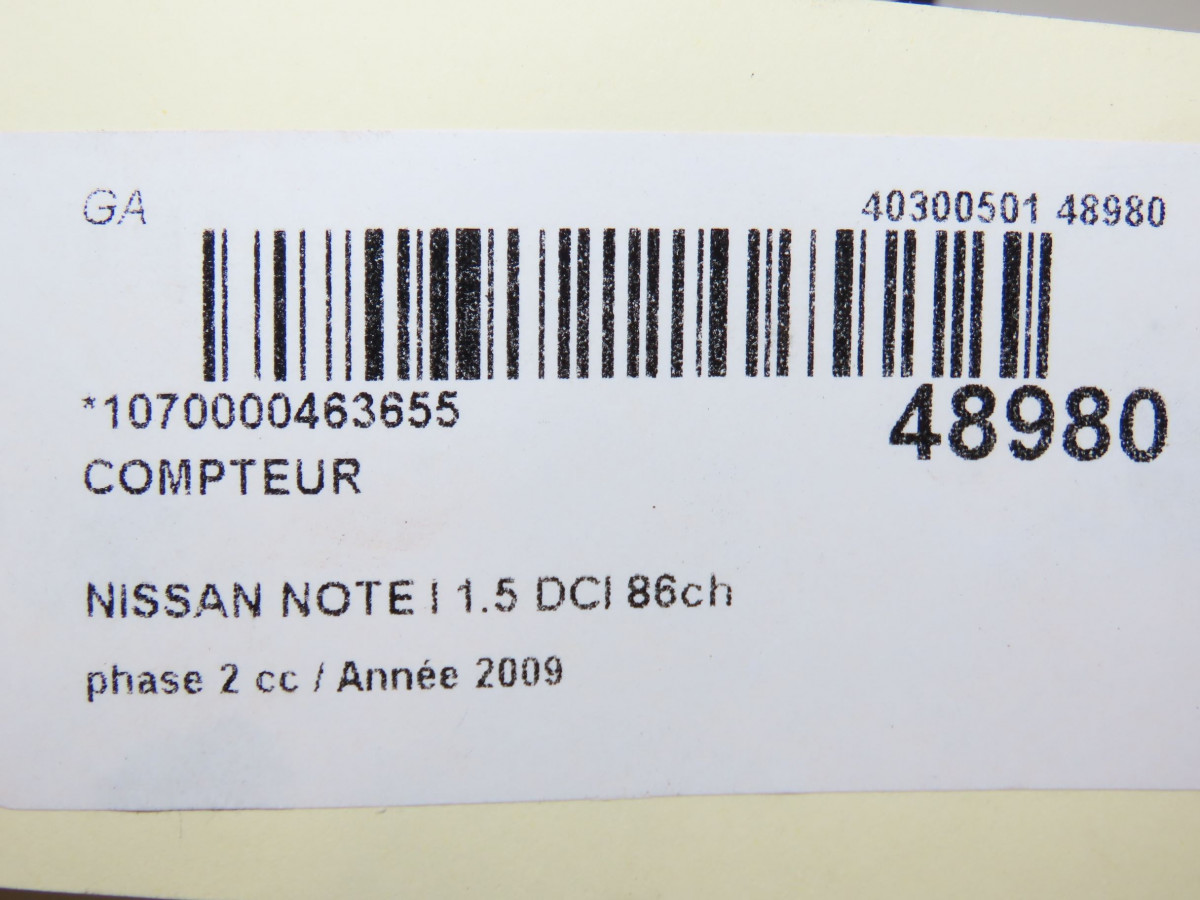 GA
40300501 48980
*1070000463655
48980
COMPTEUR
NISSAN NOTE I 1.5 DCI 86ch
phase 2 cc / Année 2009